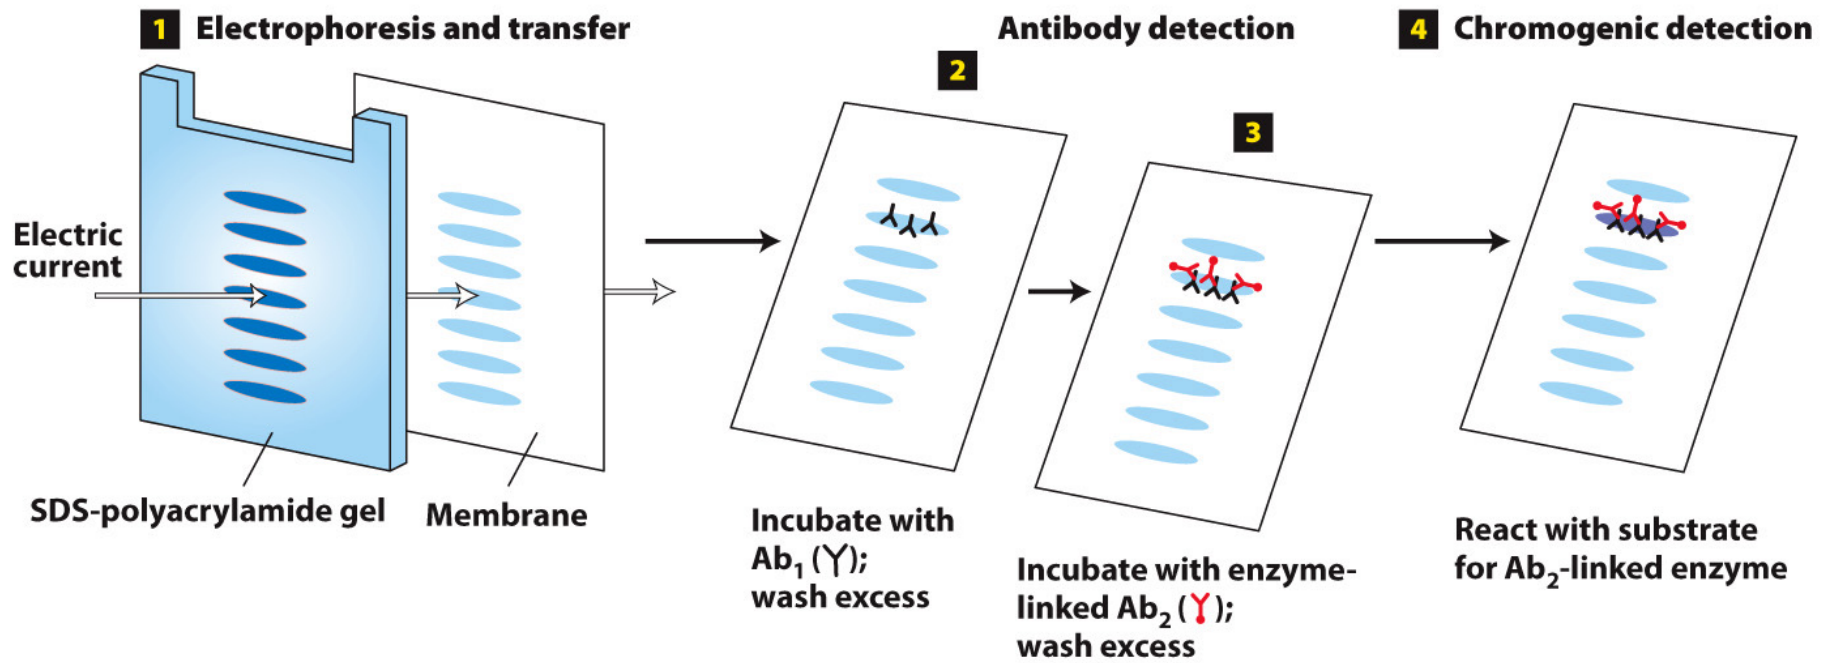 1 Electrophoresis and transfer
Antibody detection
4 Chromogenic detection
2
3
Electric
current
SDS-polyacrylamide gel
Membrane
Incubate with
Ab₁ (Y);
wash excess
Incubate with enzyme-
linked Ab₂ (Y);
wash excess
React with substrate
for Ab₂-linked enzyme